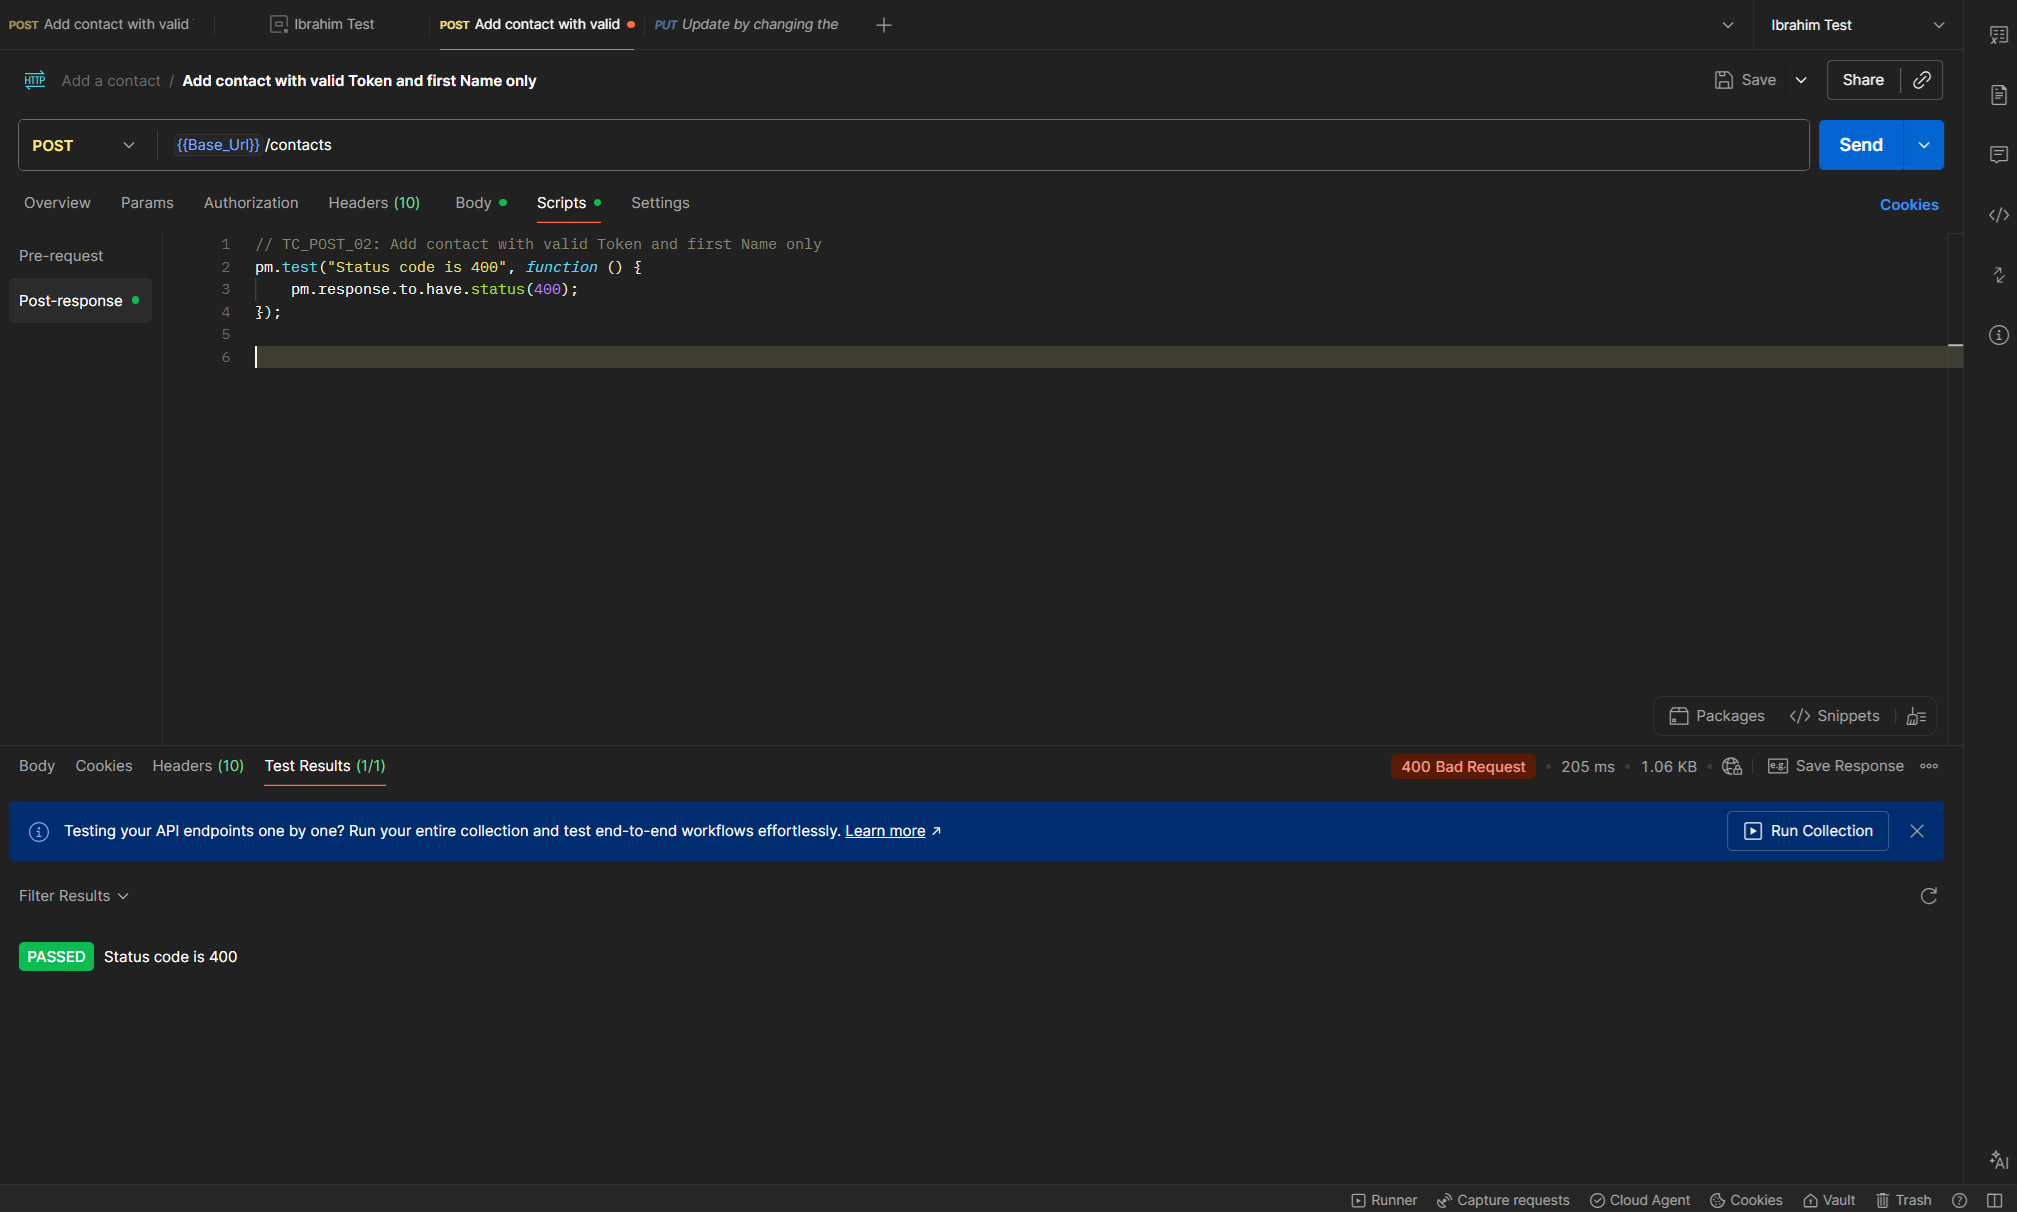 POST Add contact with valid
Ibrahim Test
POST Add contact with valid
PUT Update by changing the
Ibrahim Test
HTTP Add a contact / Add contact with valid Token and first Name only
Save
Share
POST
{{Base_Url}} /contacts
Send
Overview Params Authorization Headers (10) Body Scripts Settings
Cookies
Pre-request
Post-response
1 // TC_POST_02: Add contact with valid Token and first Name only
2 pm.test("Status code is 400", function () {
3 pm.response.to.have.status(400);
4 });
5
6
Packages </> Snippets
Body Cookies Headers (10) Test Results (1/1)
400 Bad Request • 205 ms • 1.06 KB • e.g. Save Response
Testing your API endpoints one by one? Run your entire collection and test end-to-end workflows effortlessly. Learn more ↗
Run Collection
Filter Results
PASSED Status code is 400
AI
Runner Capture requests Cloud Agent Cookies Vault Trash